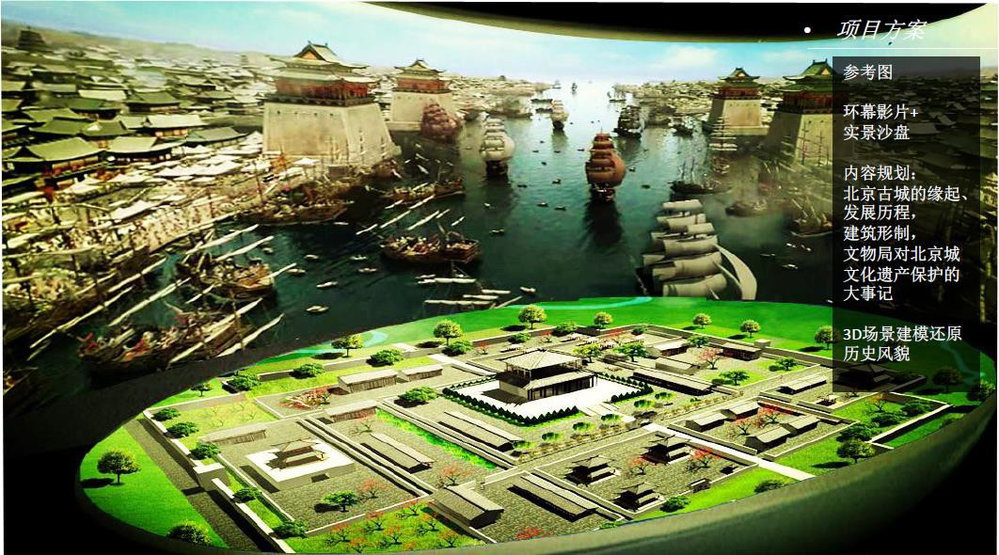 • 项目方案
参考图
环幕影片+
实景沙盘
内容规划：
北京古城的缘起、
发展历程，
建筑形制，
文物局对北京城
文化遗产保护的
大事记
3D场景建模还原
历史风貌